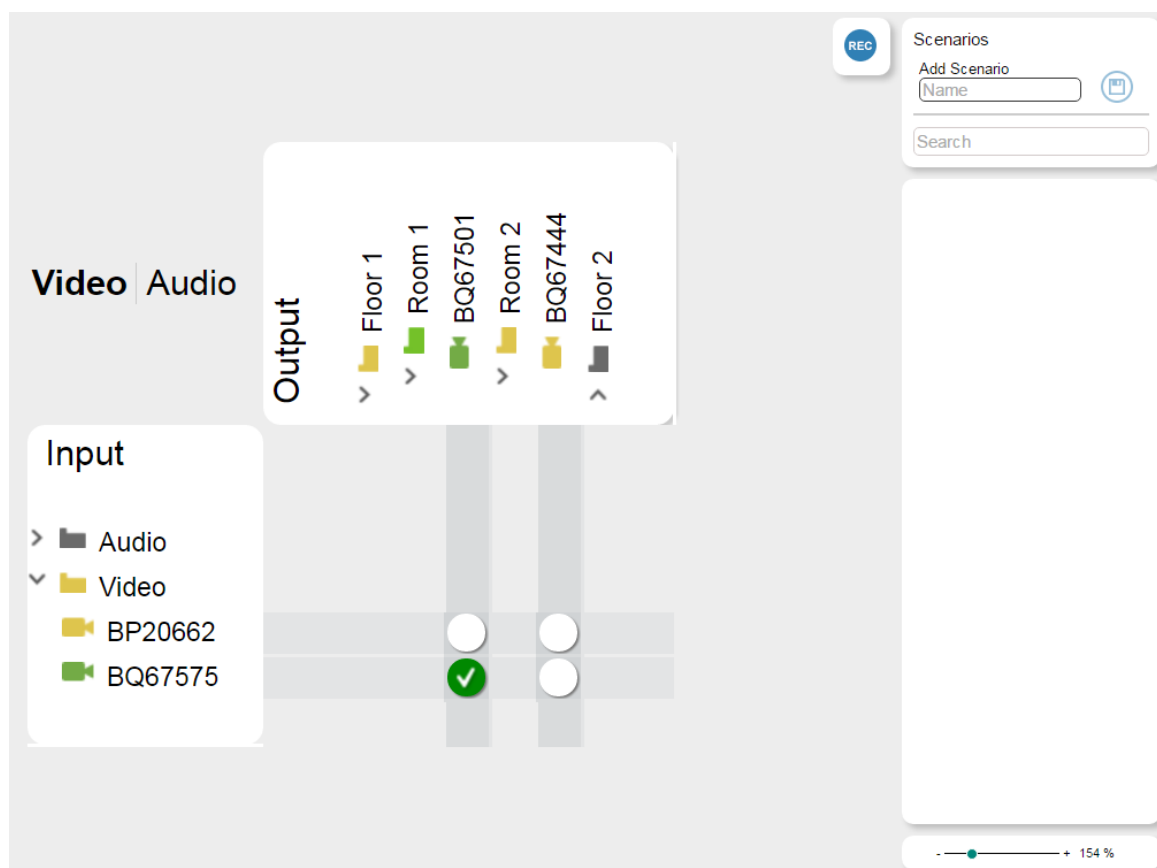 REC
Scenarios
Add Scenario
Name
Search
Video Audio
Output
Floor 1
Room 1
BQ67501
Room 2
BQ67444
Floor 2
Input
Audio
Video
BP20662
BQ67575
- + 154 %